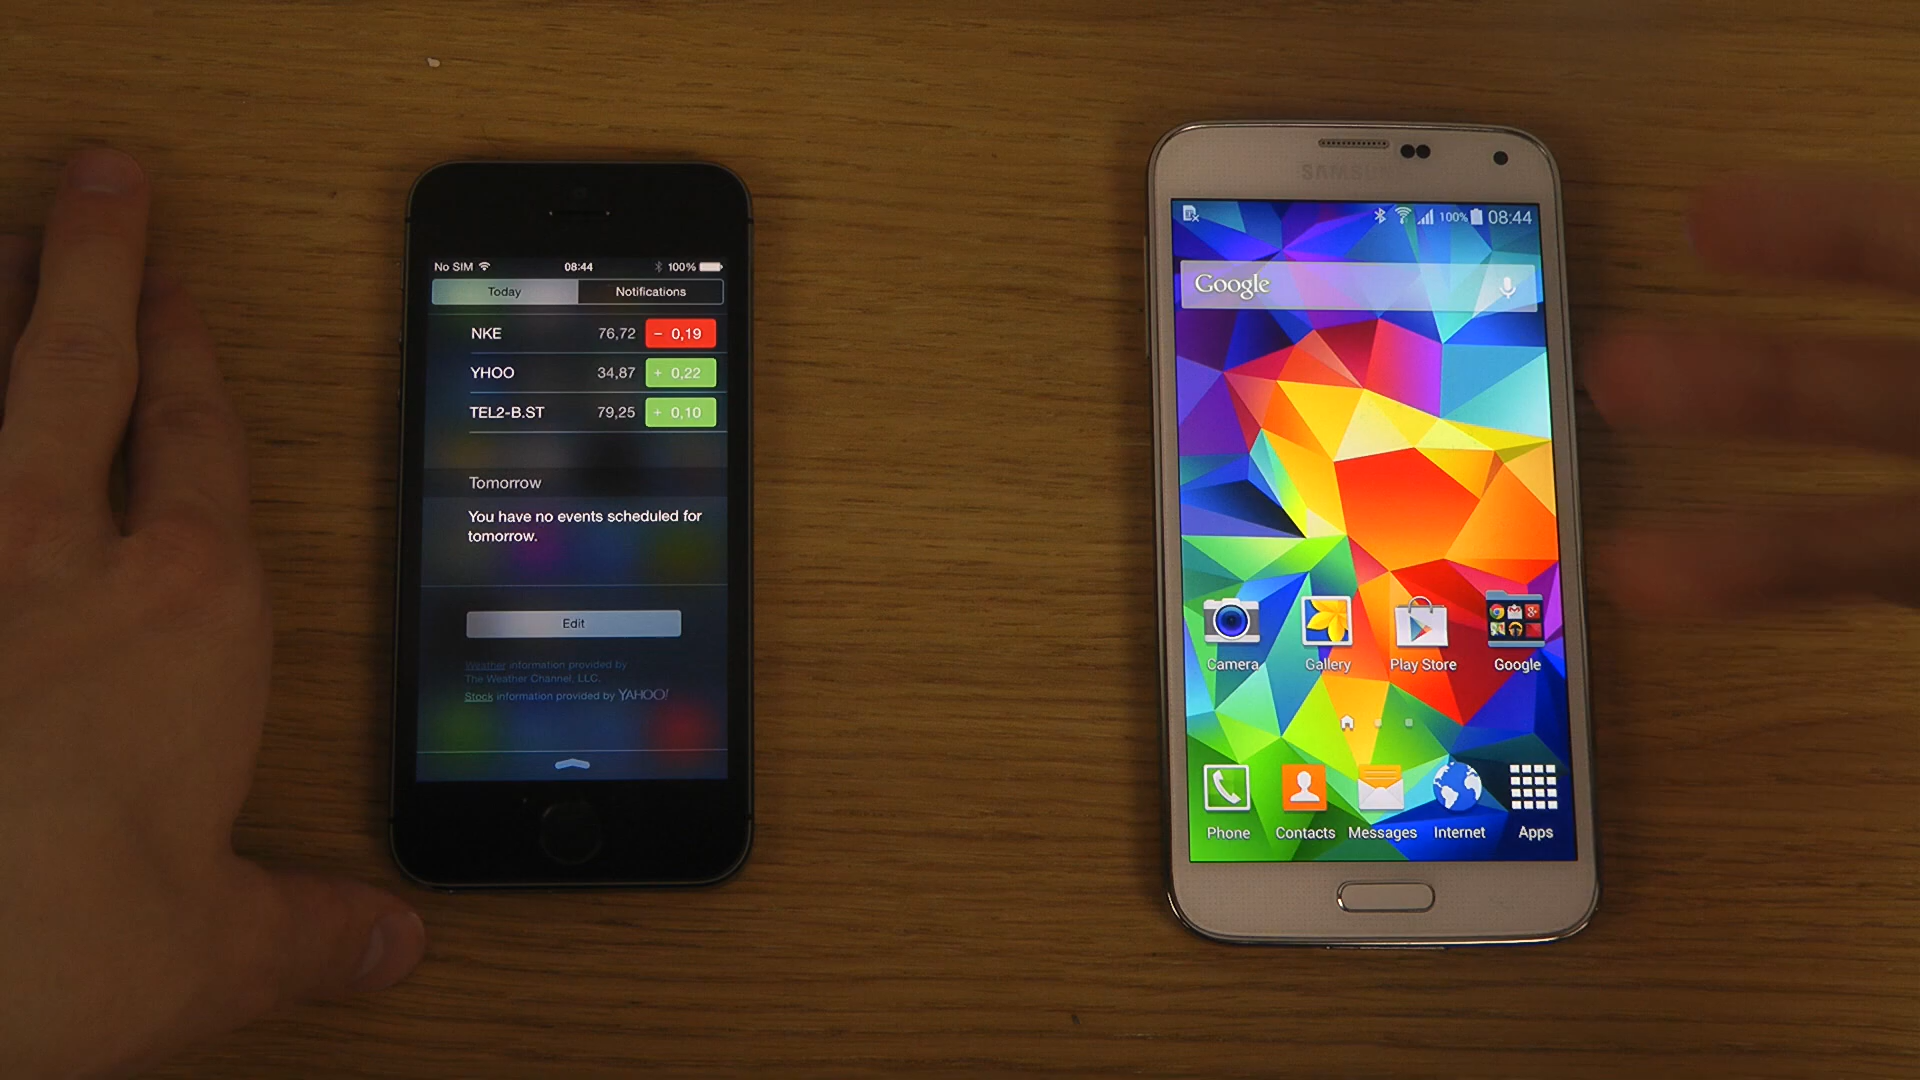 No SIM 08:44 100%
Today Notifications
NKE 76,72 − 0,19
YHOO 34,87 + 0,22
TEL2-B.ST 79,25 + 0,10
Tomorrow
You have no events scheduled for
tomorrow.
Edit
Weather information provided by
The Weather Channel, LLC.
Stock information provided by YAHOO!
SAMSUNG
100% 08:44
Google
Camera Gallery Play Store Google
Phone Contacts Messages Internet Apps